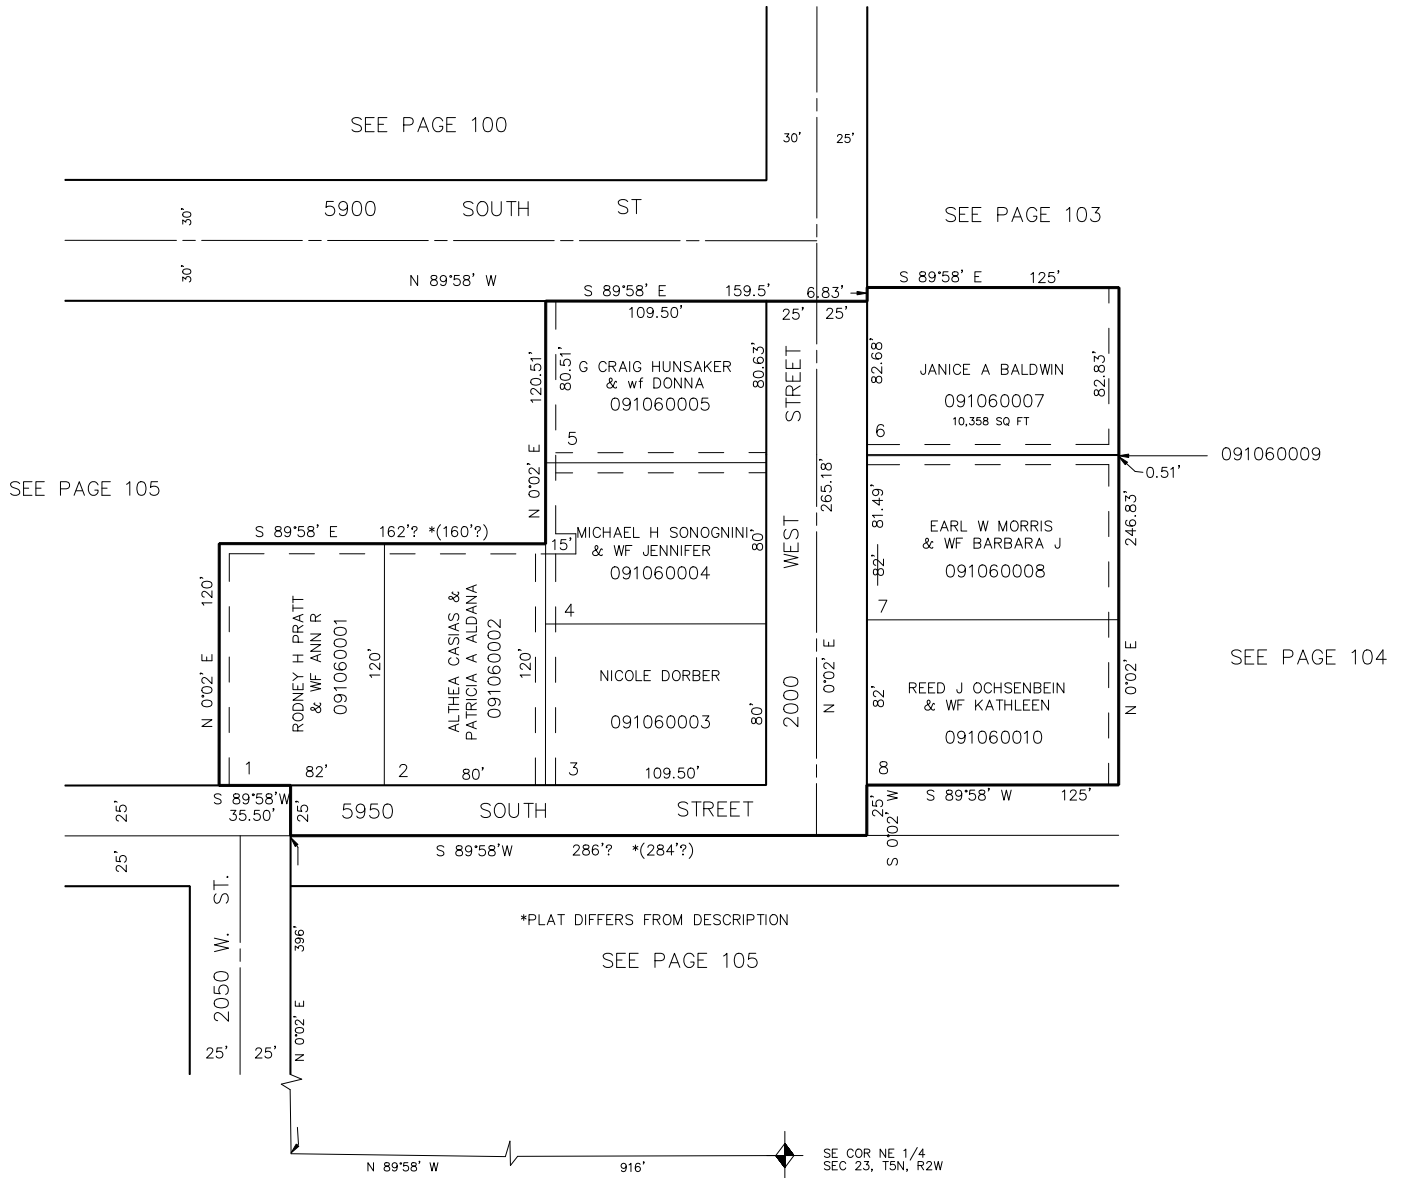 SEE PAGE 100
30'
25'
30'
5900 SOUTH ST
SEE PAGE 103
30'
N 89°58' W
S 89°58' E 159.5'
6.83'
S 89°58' E 125'
109.50'
25'
25'
120.51'
N 0°02' E
80.51'
G CRAIG HUNSAKER
& wf DONNA
091060005
5
80.63'
2000 WEST STREET
265.18'
N 0°02' E
82.68'
JANICE A BALDWIN
091060007
10,358 SQ FT
6
82.83'
091060009
0.51'
SEE PAGE 105
S 89°58' E 162'? *(160'?)
15'
MICHAEL H SONOGNINI
& WF JENNIFER
091060004
4
80'
81.49'
82'
EARL W MORRIS
& WF BARBARA J
091060008
7
246.83'
N 0°02' E
SEE PAGE 104
120'
N 0°02' E
RODNEY H PRATT
& WF ANN R
091060001
1
82'
120'
ALTHEA CASIAS &
PATRICIA A ALDANA
091060002
2
80'
120'
NICOLE DORBER
091060003
3
109.50'
80'
82'
REED J OCHSENBEIN
& WF KATHLEEN
091060010
8
S 89°58' W 125'
25'
S 89°58'W
35.50'
25'
5950 SOUTH STREET
25'
S 0°02' W
25'
S 89°58'W 286'? *(284'?)
2050 W. ST.
*PLAT DIFFERS FROM DESCRIPTION
SEE PAGE 105
396'
N 0°02' E
25'
25'
N 89°58' W
916'
SE COR NE 1/4
SEC 23, T5N, R2W